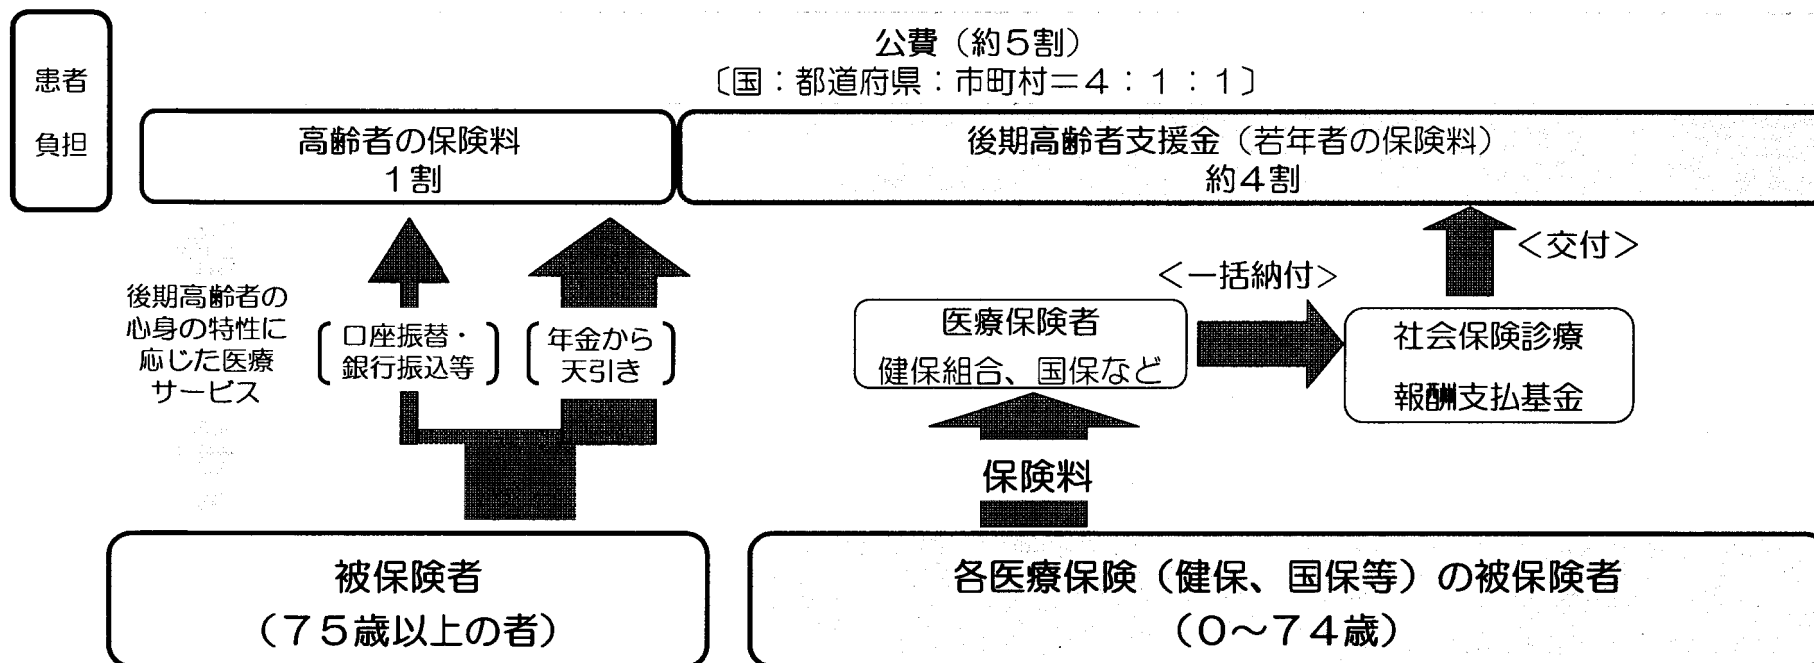 患者
負担
公費（約５割）
〔国：都道府県：市町村＝４：１：１〕
高齢者の保険料
１割
後期高齢者支援金（若年者の保険料）
約４割
後期高齢者の
心身の特性に
応じた医療
サービス
口座振替・
銀行振込等
年金から
天引き
医療保険者
健保組合、国保など
＜一括納付＞
＜交付＞
社会保険診療
報酬支払基金
保険料
被保険者
（７５歳以上の者）
各医療保険（健保、国保等）の被保険者
（０～７４歳）